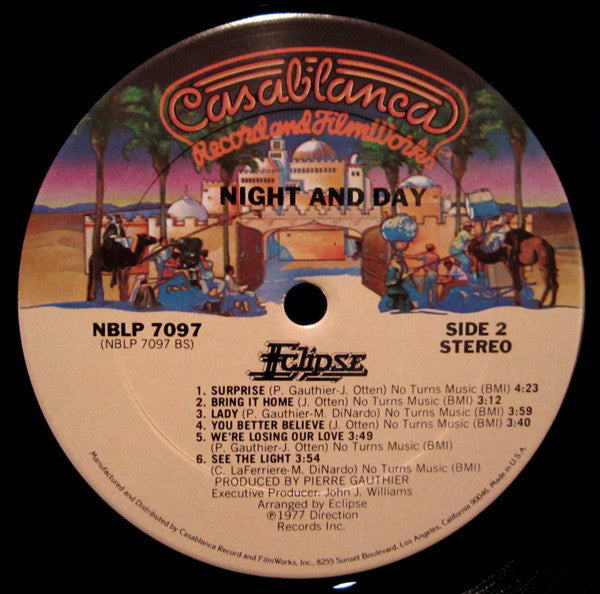 Casablanca
Record and FilmWorks
NIGHT AND DAY
NBLP 7097
(NBLP 7097 BS)
SIDE 2
STEREO
Eclipse
1. SURPRISE (P. Gauthier-J. Otten) No Turns Music (BMI) 4:23
2. BRING IT HOME (J. Otten) No Turns Music (BMI) 3:12
3. LADY (P. Gauthier-M. DiNardo) No Turns Music (BMI) 3:59
4. YOU BETTER BELIEVE (J. Otten) No Turns Music (BMI) 3:40
5. WE'RE LOSING OUR LOVE 3:49
(P. Gauthier-J. Otten) No Turns Music (BMI)
6. SEE THE LIGHT 3:54
(C. LaFerriere-M. DiNardo) No Turns Music (BMI)
PRODUCED BY PIERRE GAUTHIER
Executive Producer: John J. Williams
Arranged by Eclipse
℗1977 Direction
Records Inc.
Manufactured and Distributed by Casablanca Record and FilmWorks, Inc., 8255 Sunset Boulevard, Los Angeles, California 90046, Made in U.S.A.